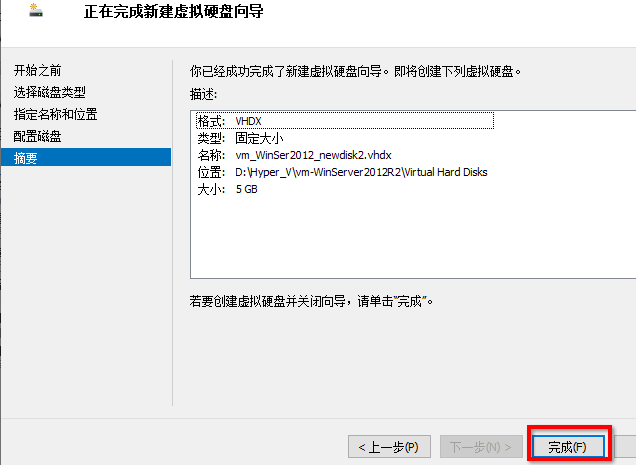 正在完成新建虚拟硬盘向导
开始之前
选择磁盘类型
指定名称和位置
配置磁盘
摘要
你已经成功完成了新建虚拟硬盘向导。即将创建下列虚拟硬盘。
描述:
格式: VHDX
类型: 固定大小
名称: vm_WinSer2012_newdisk2.vhdx
位置: D:\Hyper_V\vm-WinServer2012R2\Virtual Hard Disks
大小: 5 GB
若要创建虚拟硬盘并关闭向导，请单击“完成”。
< 上一步(P)
下一步(N) >
完成(F)